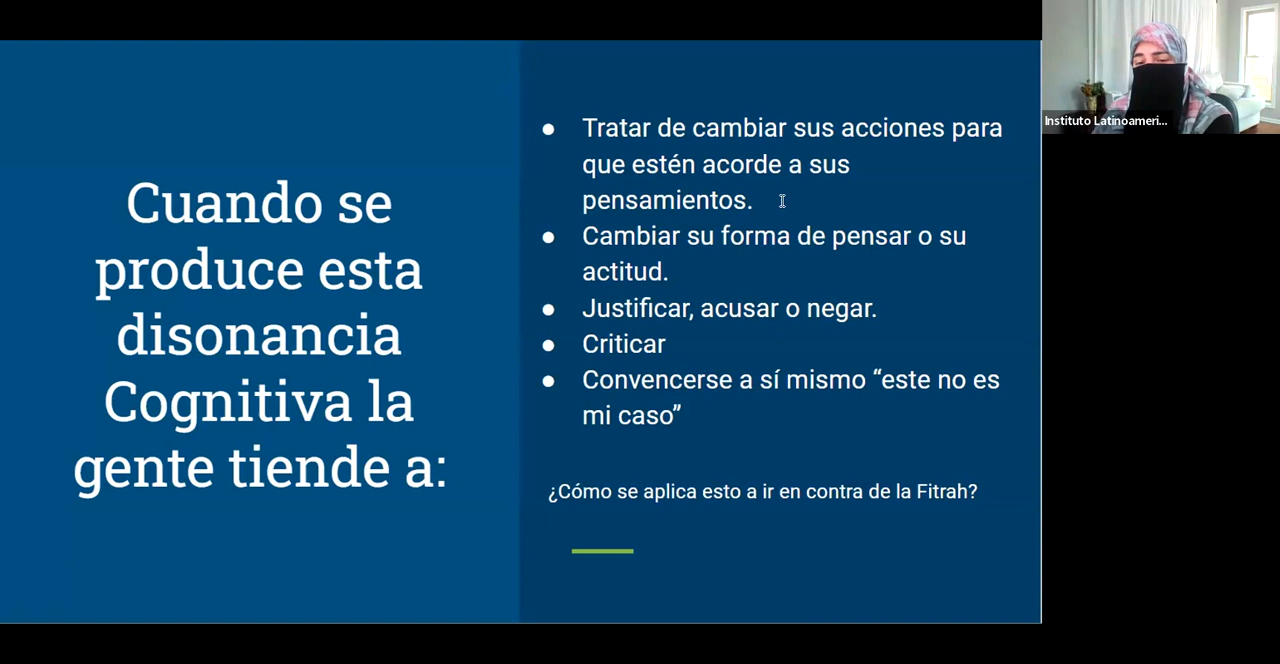 Cuando se
produce esta
disonancia
Cognitiva la
gente tiende a:
● Tratar de cambiar sus acciones para
que estén acorde a sus
pensamientos.
● Cambiar su forma de pensar o su
actitud.
● Justificar, acusar o negar.
● Criticar
● Convencerse a sí mismo “este no es
mi caso”
¿Cómo se aplica esto a ir en contra de la Fitrah?
Instituto Latinoameri...